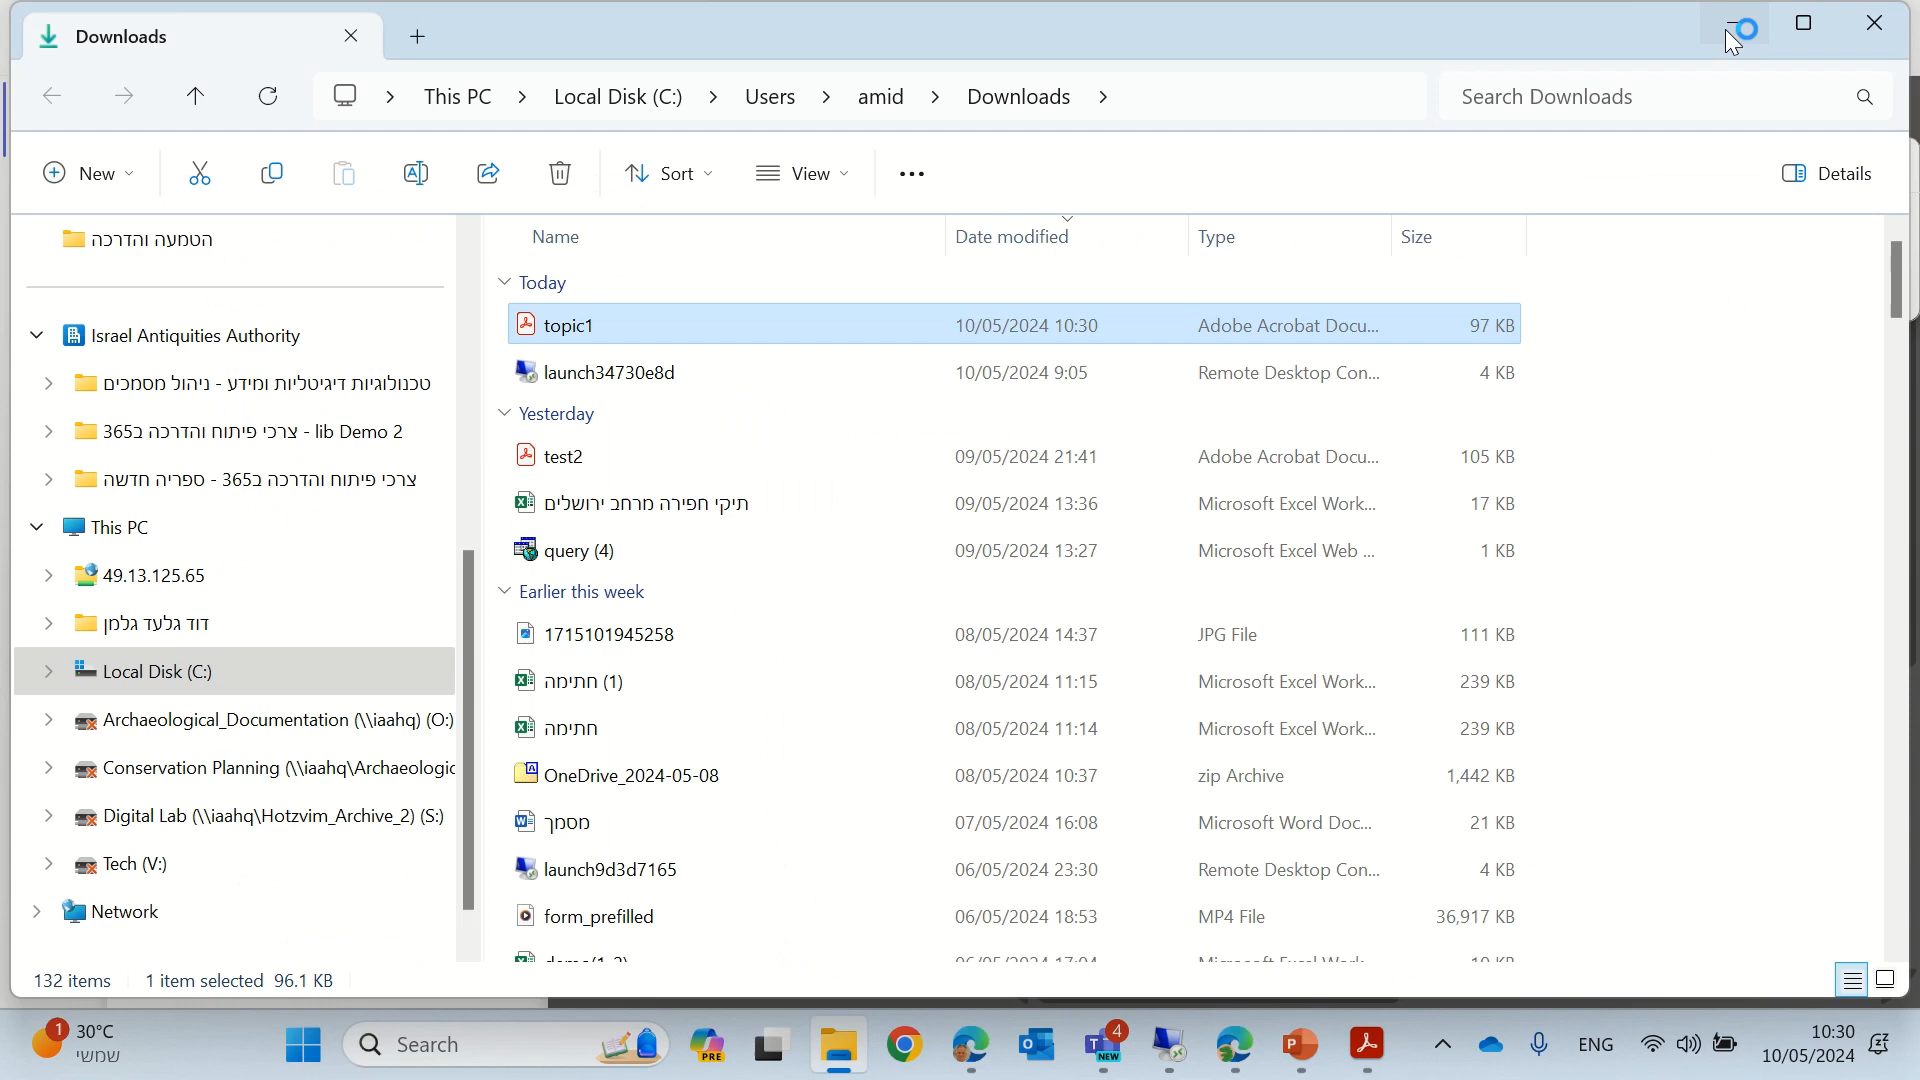 Downloads
This PC > Local Disk (C:) > Users > amid > Downloads >
Search Downloads
New
Sort
View
Details
הטמעה והדרכה
Israel Antiquities Authority
טכנולוגיות דיגיטליות ומידע - ניהול מסמכים
צרכי פיתוח והדרכה ב365 - lib Demo 2
צרכי פיתוח והדרכה ב365 - ספריה חדשה
This PC
49.13.125.65
דוד גלעד גלמן
Local Disk (C:)
Archaeological_Documentation (\\iaahq) (O:)
Conservation Planning (\\iaahq\Archaeologic
Digital Lab (\\iaahq\Hotzvim_Archive_2) (S:)
Tech (V:)
Network
Name Date modified Type Size
Today
topic1 10/05/2024 10:30 Adobe Acrobat Docu... 97 KB
launch34730e8d 10/05/2024 9:05 Remote Desktop Con... 4 KB
Yesterday
test2 09/05/2024 21:41 Adobe Acrobat Docu... 105 KB
תיקי חפירה מרחב ירושלים 09/05/2024 13:36 Microsoft Excel Work... 17 KB
query (4) 09/05/2024 13:27 Microsoft Excel Web ... 1 KB
Earlier this week
1715101945258 08/05/2024 14:37 JPG File 111 KB
חתימה (1) 08/05/2024 11:15 Microsoft Excel Work... 239 KB
חתימה 08/05/2024 11:14 Microsoft Excel Work... 239 KB
OneDrive_2024-05-08 08/05/2024 10:37 zip Archive 1,442 KB
מסמך 07/05/2024 16:08 Microsoft Word Doc... 21 KB
launch9d3d7165 06/05/2024 23:30 Remote Desktop Con... 4 KB
form_prefilled 06/05/2024 18:53 MP4 File 36,917 KB
132 items 1 item selected 96.1 KB
1
30°C
שמשי
Search
PRE
4
NEW
ENG
10:30
10/05/2024